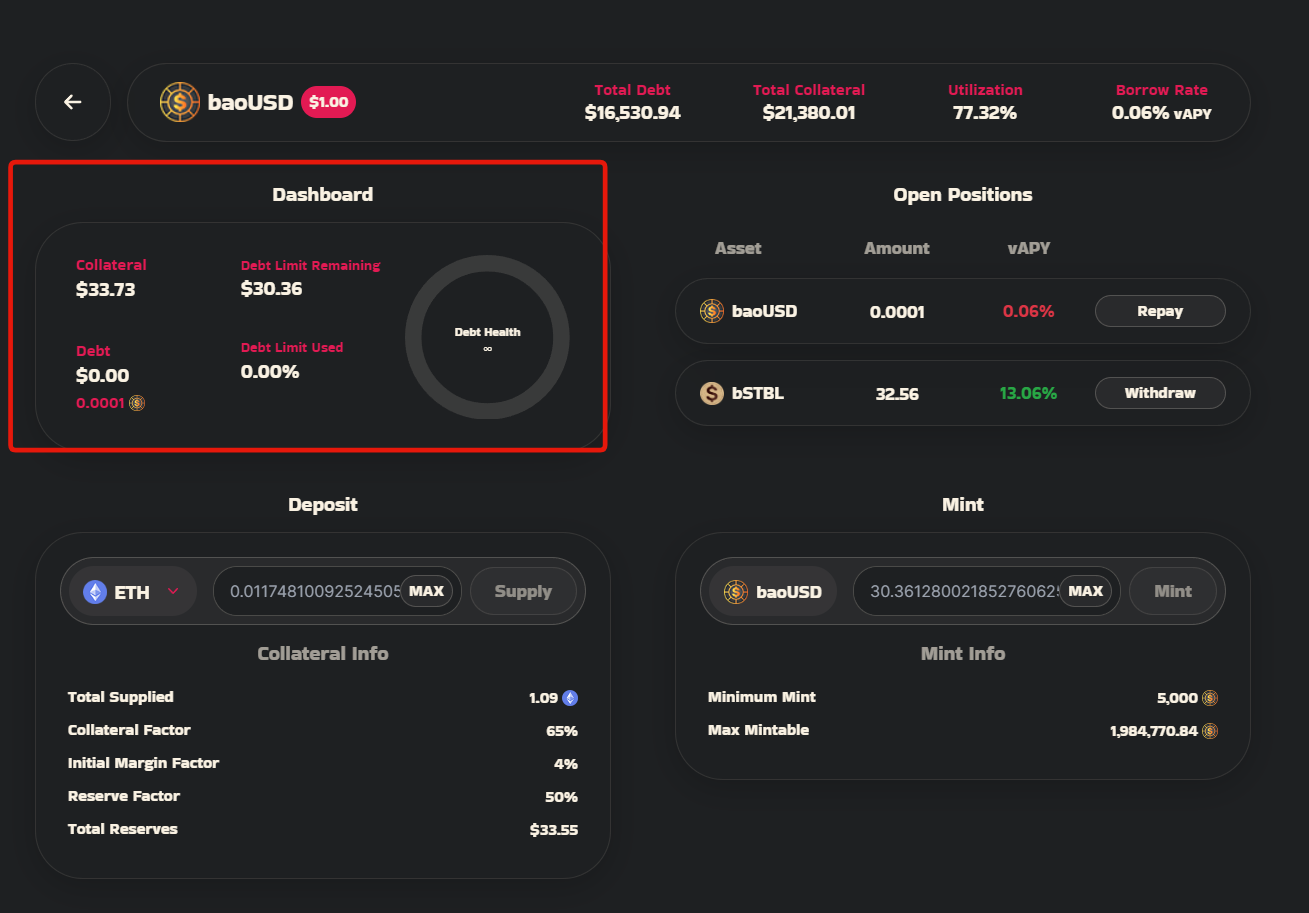 baoUSD $1.00
Total Debt
$16,530.94
Total Collateral
$21,380.01
Utilization
77.32%
Borrow Rate
0.06% vAPY
Dashboard
Collateral
$33.73
Debt Limit Remaining
$30.36
Debt
$0.00
0.0001
Debt Limit Used
0.00%
Debt Health
∞
Open Positions
Asset Amount vAPY
baoUSD 0.0001 0.06% Repay
bSTBL 32.56 13.06% Withdraw
Deposit
ETH 0.01174810092524505 MAX Supply
Collateral Info
Total Supplied 1.09
Collateral Factor 65%
Initial Margin Factor 4%
Reserve Factor 50%
Total Reserves $33.55
Mint
baoUSD 30.36128002185276062 MAX Mint
Mint Info
Minimum Mint 5,000
Max Mintable 1,984,770.84